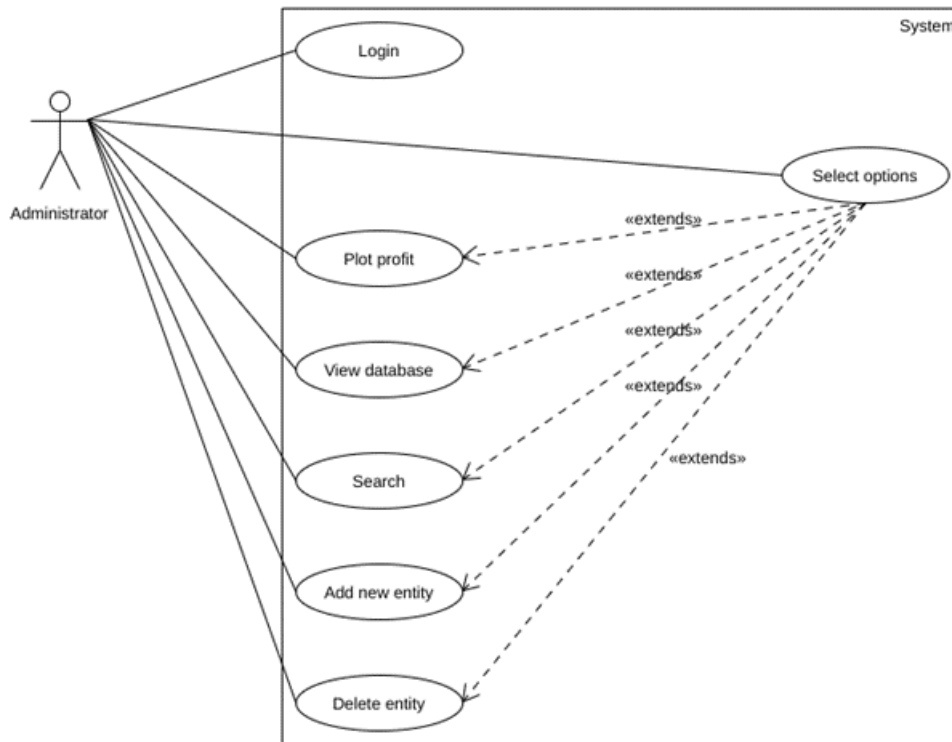 System
Login
Select options
Administrator
«extends»
Plot profit
«extends»
«extends»
View database
«extends»
«extends»
Search
Add new entity
Delete entity